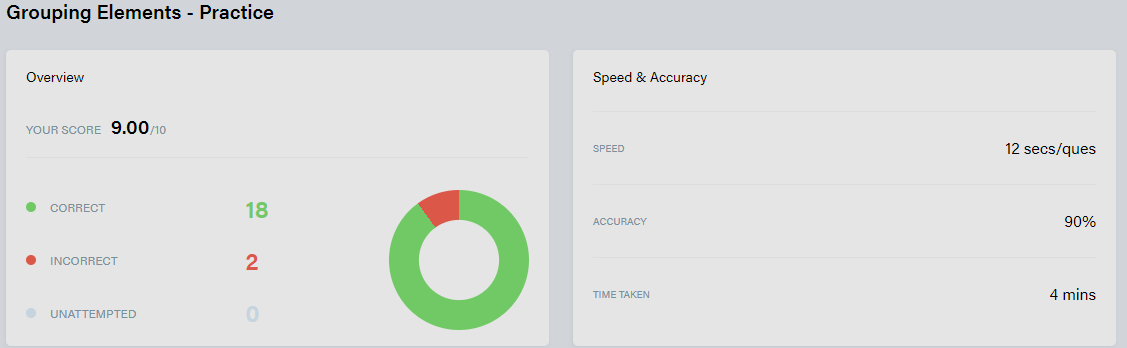 Grouping Elements - Practice
Overview
YOUR SCORE 9.00/10
CORRECT 18
INCORRECT 2
UNATTEMPTED 0
Speed & Accuracy
SPEED 12 secs/ques
ACCURACY 90%
TIME TAKEN 4 mins